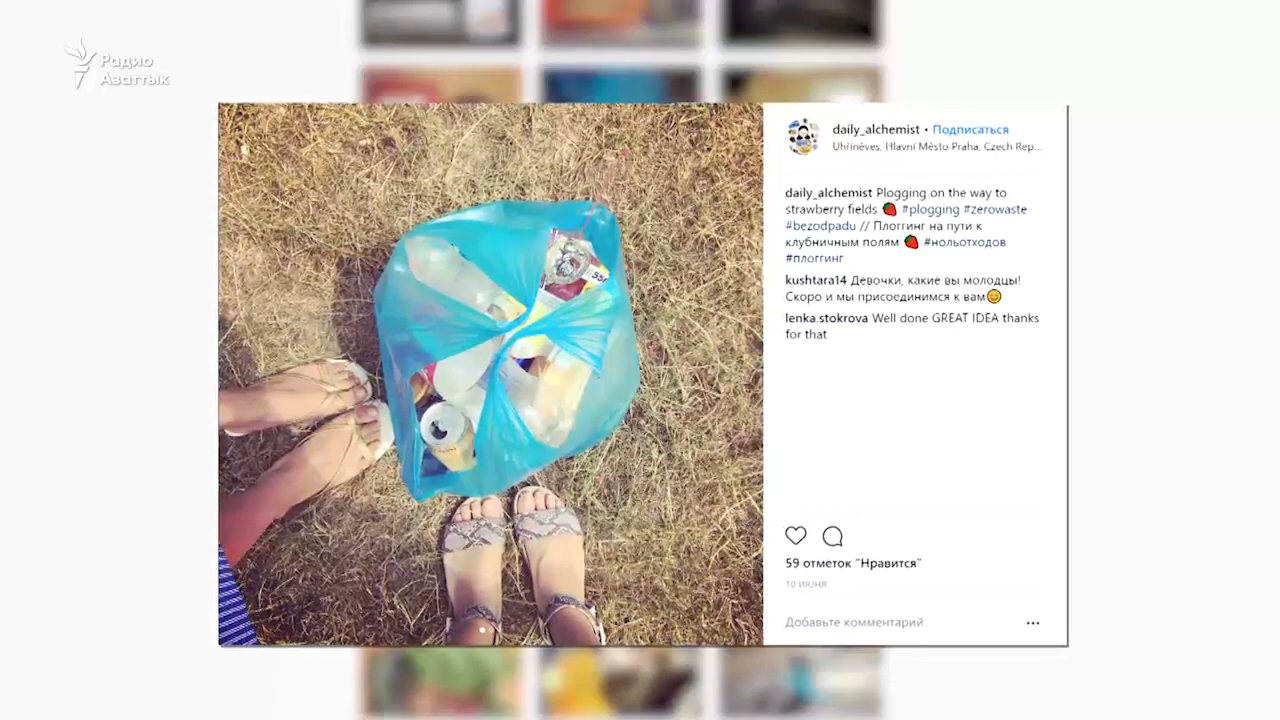 Радио
Азаттык
daily_alchemist • Подписаться
Uhříněves, Hlavní Město Praha, Czech Rep...
daily_alchemist Plogging on the way to
strawberry fields 🍓 #plogging #zerowaste
#bezodpadu // Плоггинг на пути к
клубничным полям 🍓 #нольотходов
#плоггинг
kushtara14 Девочки, какие вы молодцы!
Скоро и мы присоединимся к вам😊
lenka.stokrova Well done GREAT IDEA thanks
for that
59 отметок "Нравится"
10 ИЮНЯ
Добавьте комментарий...